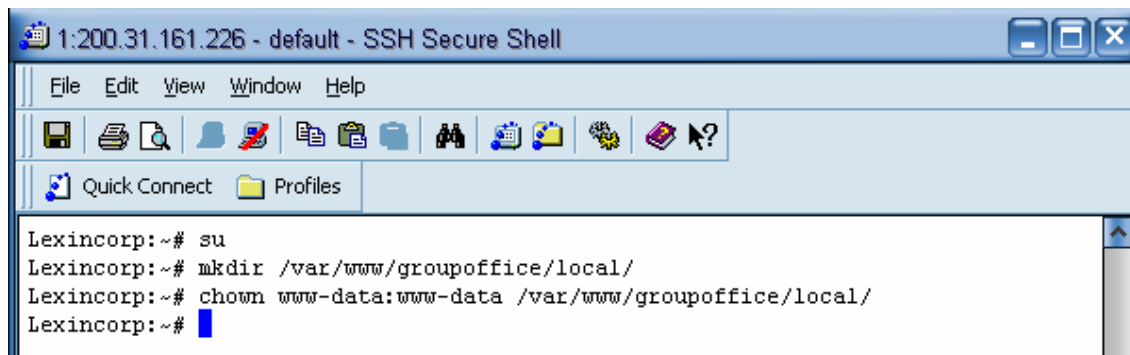 1:200.31.161.226 - default - SSH Secure Shell
File Edit View Window Help
Quick Connect Profiles
Lexincorp:~# su
Lexincorp:~# mkdir /var/www/groupoffice/local/
Lexincorp:~# chown www-data:www-data /var/www/groupoffice/local/
Lexincorp:~#